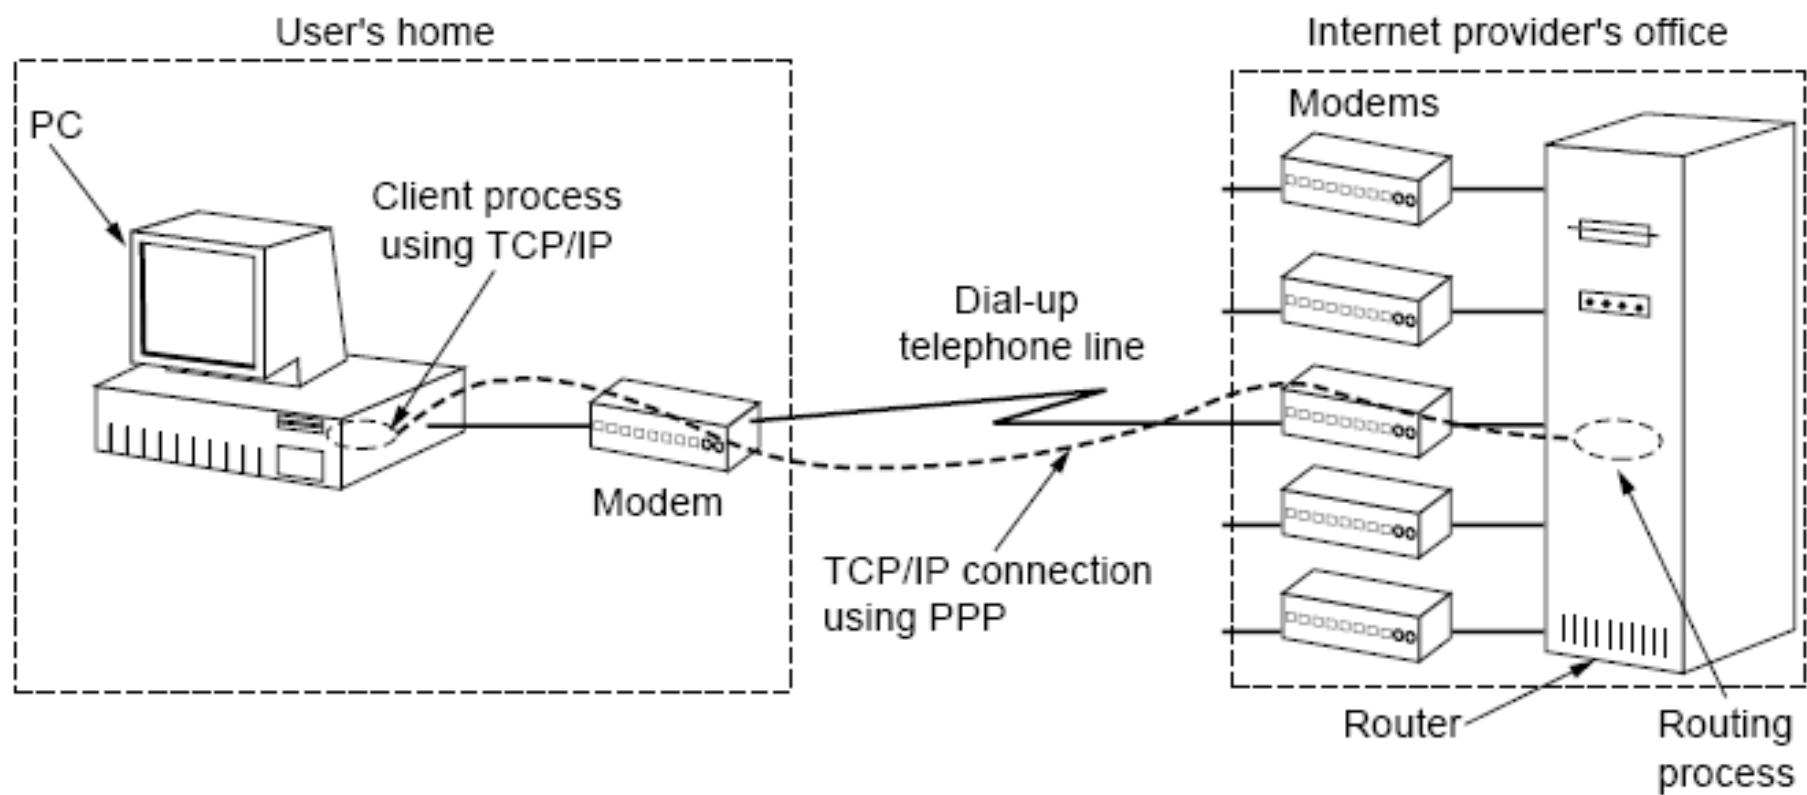 User's home
Internet provider's office
PC
Modems
Client process
using TCP/IP
Dial-up
telephone line
Modem
TCP/IP connection
using PPP
Router
Routing
process